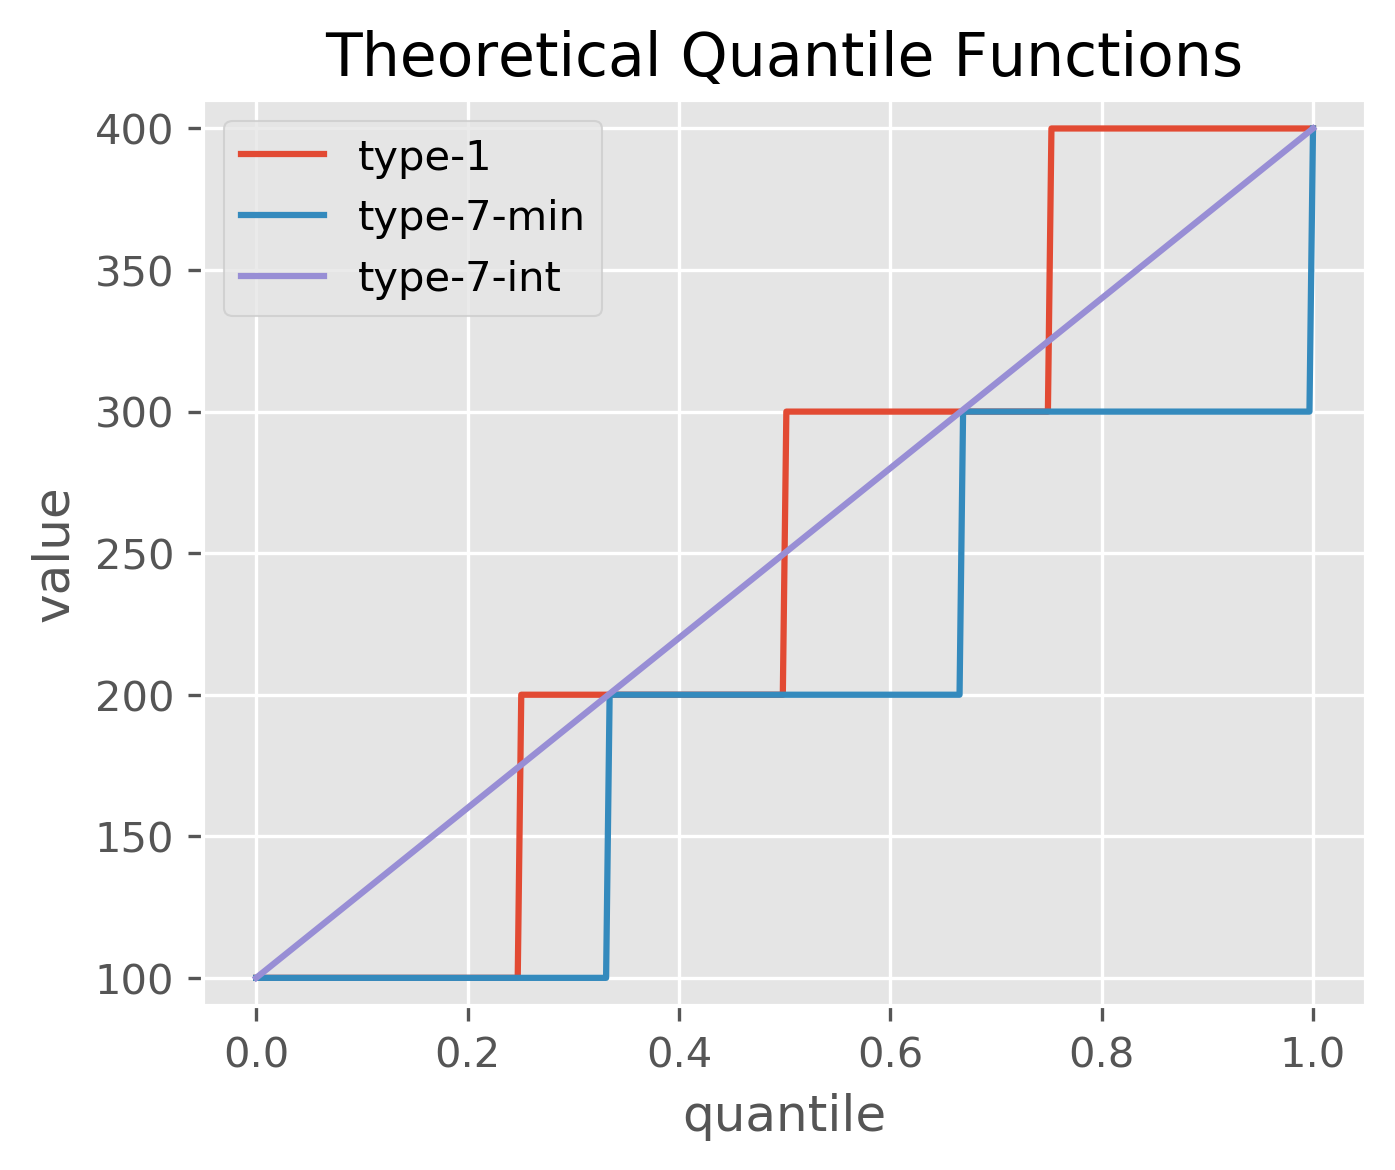 Theoretical Quantile Functions
type-1
type-7-min
type-7-int
400
350
300
250
200
150
100
value
0.0 0.2 0.4 0.6 0.8 1.0
quantile